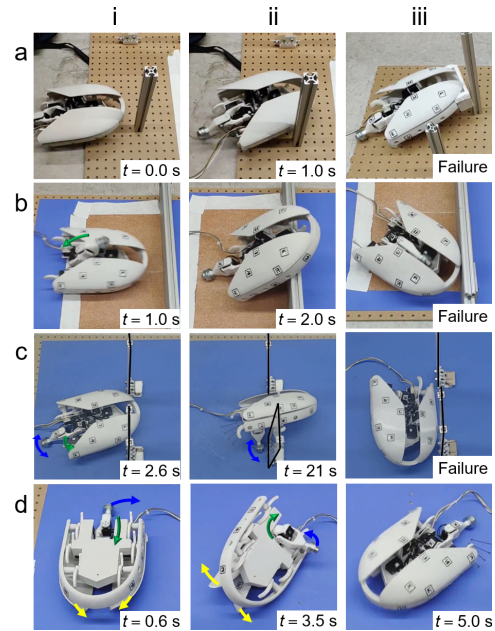 i ii iii
a
t = 0.0 s
t = 1.0 s
Failure
b
t = 1.0 s
t = 2.0 s
Failure
c
t = 2.6 s
t = 21 s
Failure
d
t = 0.6 s
t = 3.5 s
t = 5.0 s